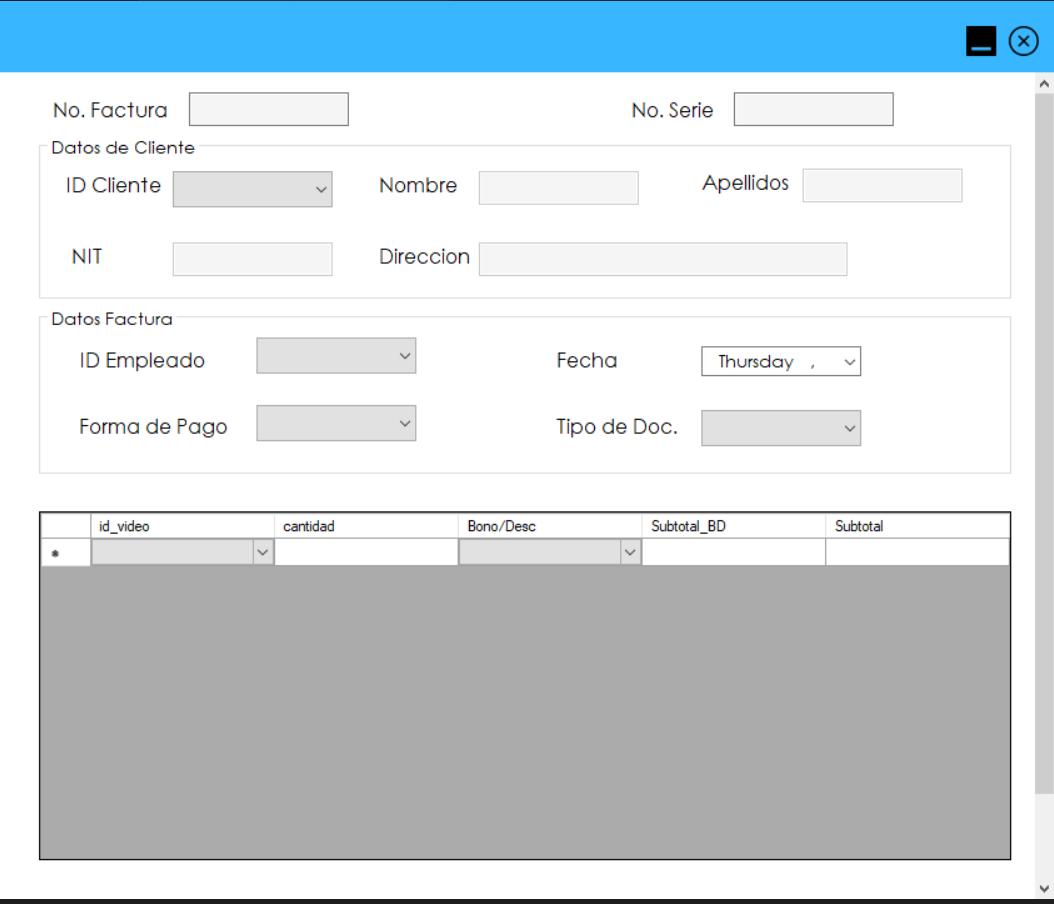 No. Factura No. Serie
Datos de Cliente
ID Cliente Nombre Apellidos
NIT Direccion
Datos Factura
ID Empleado Fecha Thursday ,
Forma de Pago Tipo de Doc.
id_video cantidad Bono/Desc Subtotal_BD Subtotal